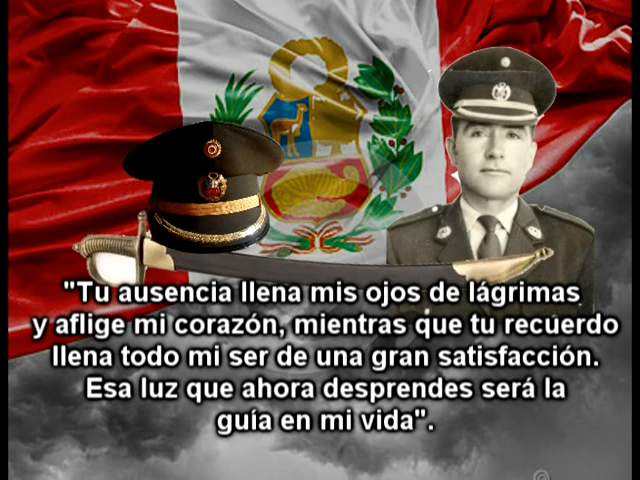 "Tu ausencia llena mis ojos de lágrimas
y aflige mi corazón, mientras que tu recuerdo
llena todo mi ser de una gran satisfacción.
Esa luz que ahora desprendes será la
guía en mi vida".